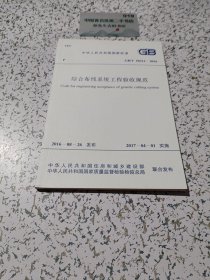 中华人民共和国国家标准
GB
P
GB/T 50312-2016
综合布线系统工程验收规范
Code for engineering acceptance of generic cabling system
2016-08-26 发布
2017-04-01 实施
中华人民共和国住房和城乡建设部
中华人民共和国国家质量监督检验检疫总局
联合发布